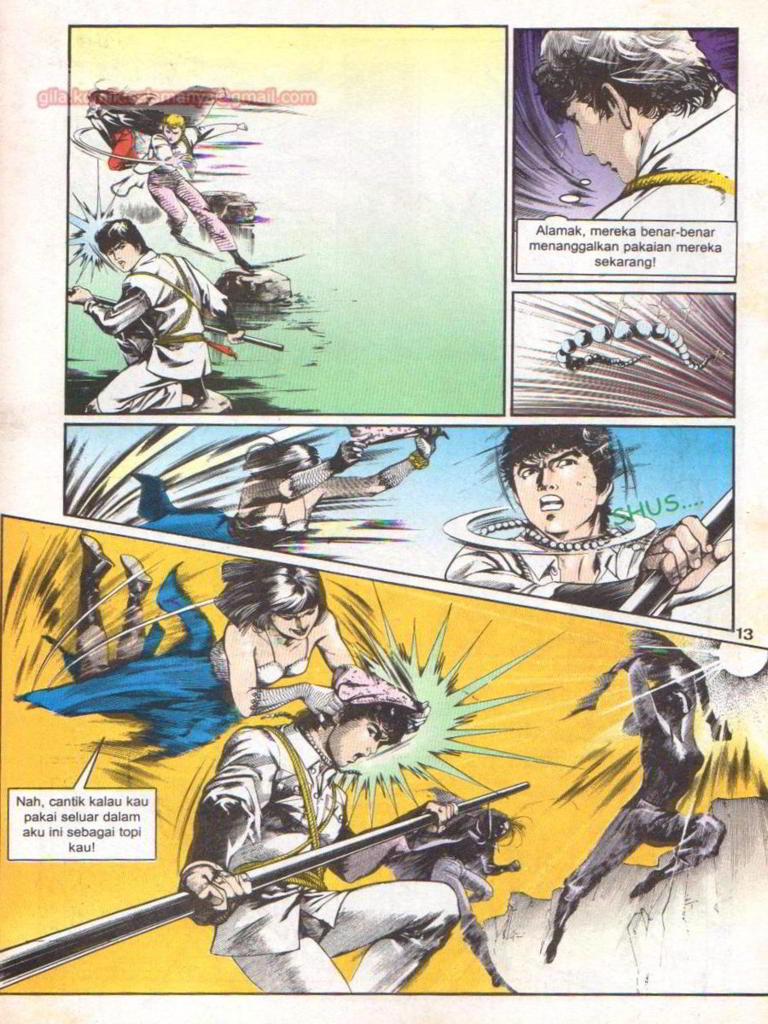 Alamak, mereka benar-benar
menanggalkan pakaian mereka
sekarang!
SHUS....
13
Nah, cantik kalau kau
pakai seluar dalam
aku ini sebagai topi
kau!